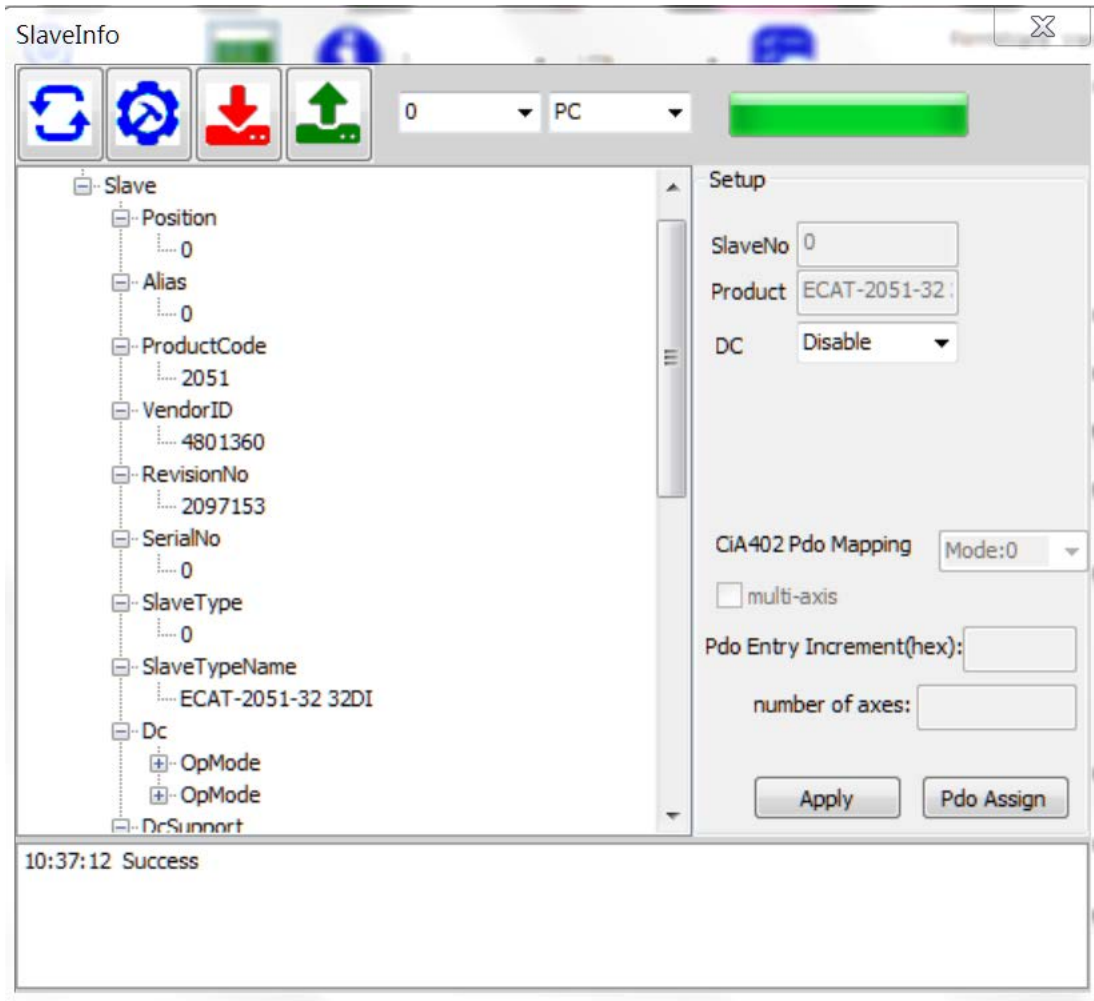 SlaveInfo
0 PC
Slave
Position
0
Alias
0
ProductCode
2051
VendorID
4801360
RevisionNo
2097153
SerialNo
0
SlaveType
0
SlaveTypeName
ECAT-2051-32 32DI
Dc
OpMode
OpMode
DcSupport
Setup
SlaveNo 0
Product ECAT-2051-32
DC Disable
CiA402 Pdo Mapping Mode:0
multi-axis
Pdo Entry Increment(hex):
number of axes:
Apply Pdo Assign
10:37:12 Success